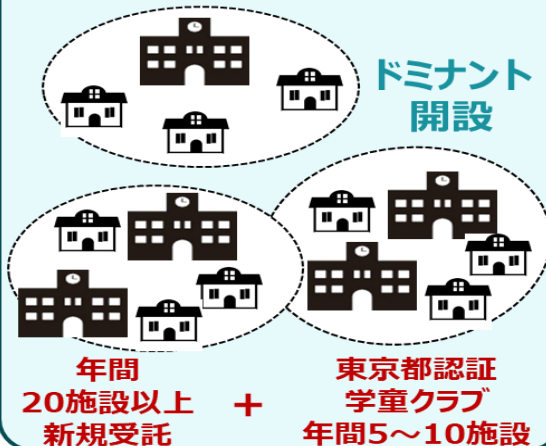 ドミナント
開設
年間
20施設以上
新規受託
+
東京都認証
学童クラブ
年間5~10施設